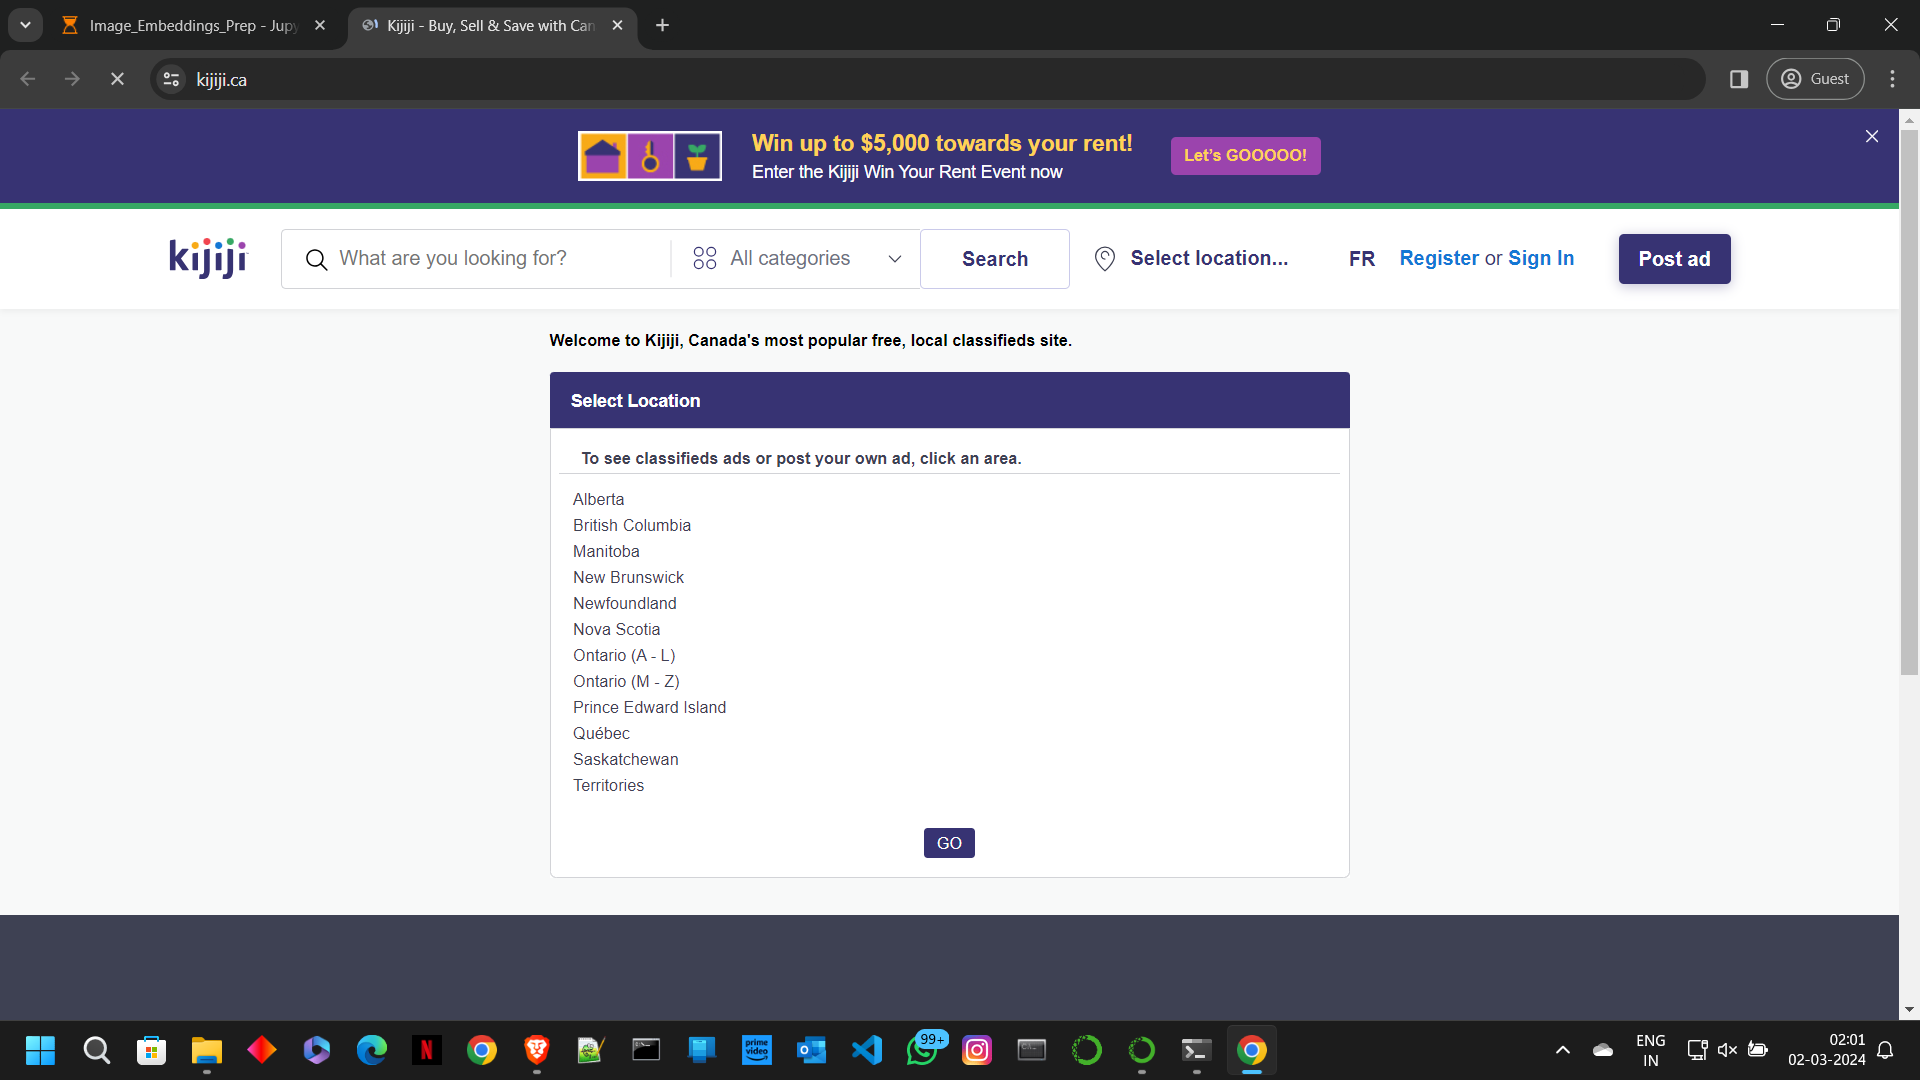 Image_Embeddings_Prep - Jupy
Kijiji - Buy, Sell & Save with Can
kijiji.ca
Guest
Win up to $5,000 towards your rent!
Enter the Kijiji Win Your Rent Event now
Let's GOOOOO!
kijiji
What are you looking for?
All categories
Search
Select location...
FR
Register or Sign In
Post ad
Welcome to Kijiji, Canada's most popular free, local classifieds site.
Select Location
To see classifieds ads or post your own ad, click an area.
Alberta
British Columbia
Manitoba
New Brunswick
Newfoundland
Nova Scotia
Ontario (A - L)
Ontario (M - Z)
Prince Edward Island
Québec
Saskatchewan
Territories
GO
N
prime
video
99+
ENG
IN
02:01
02-03-2024